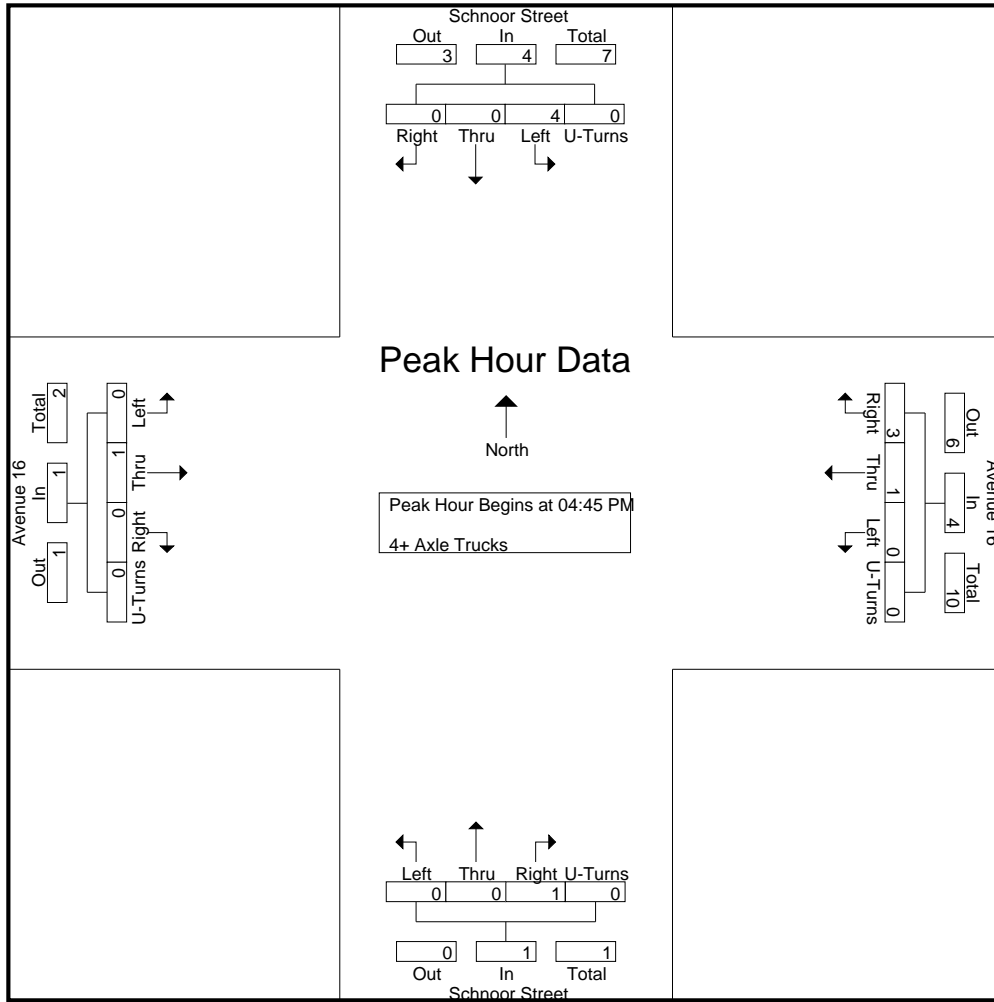 Schnoor Street
Out In Total
3 4 7
0 0 4 0
Right Thru Left U-Turns
Peak Hour Data
North
Peak Hour Begins at 04:45 PM
4+ Axle Trucks
Avenue 16
Out In Total
1 1 2
U-Turns Right Thru Left
0 0 1 0
Avenue 16
Out In Total
6 4 10
Right Thru Left U-Turns
3 1 0 0
Left Thru Right U-Turns
0 0 1 0
0 1 1
Out In Total
Schnoor Street